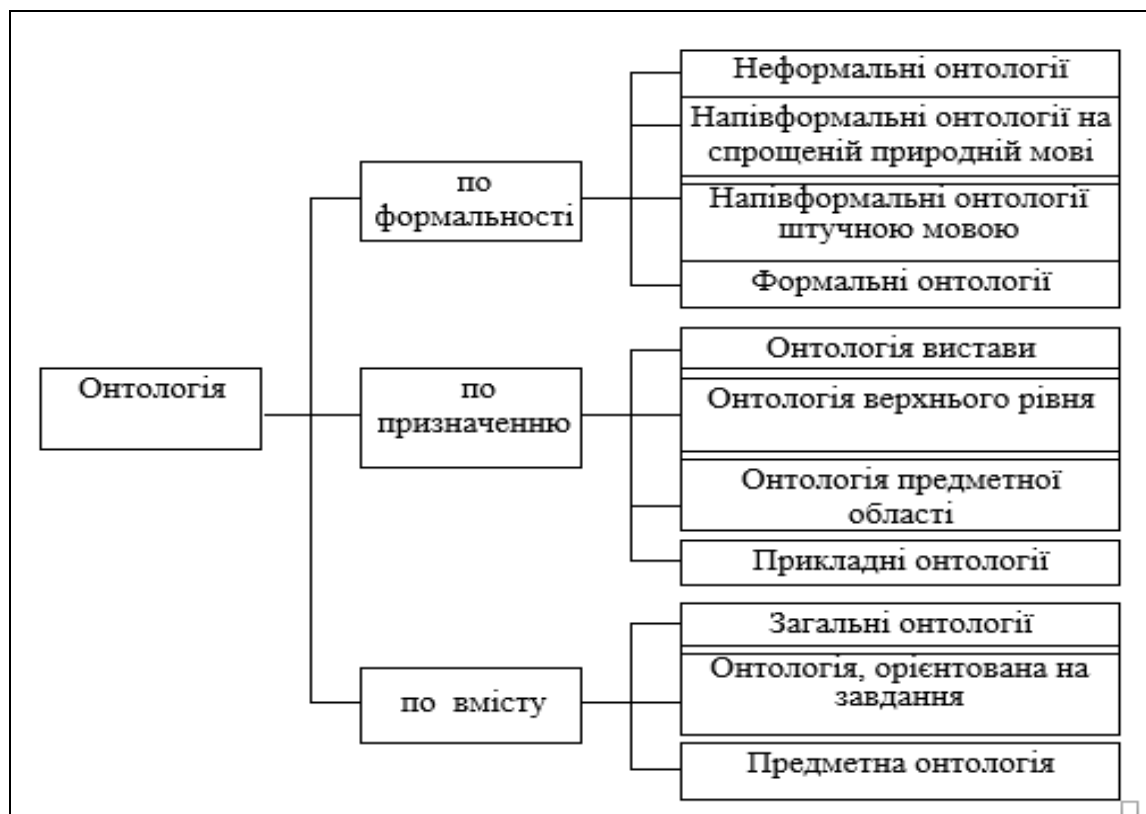 Неформальні онтології
Напівформальні онтології на
спрощеній природній мові
по
формальності
Напівформальні онтології
штучною мовою
Формальні онтології
Онтологія
по
призначенню
Онтологія вистави
Онтологія верхнього рівня
Онтологія предметної
області
Прикладні онтології
по вмісту
Загальні онтології
Онтологія, орієнтована на
завдання
Предметна онтологія